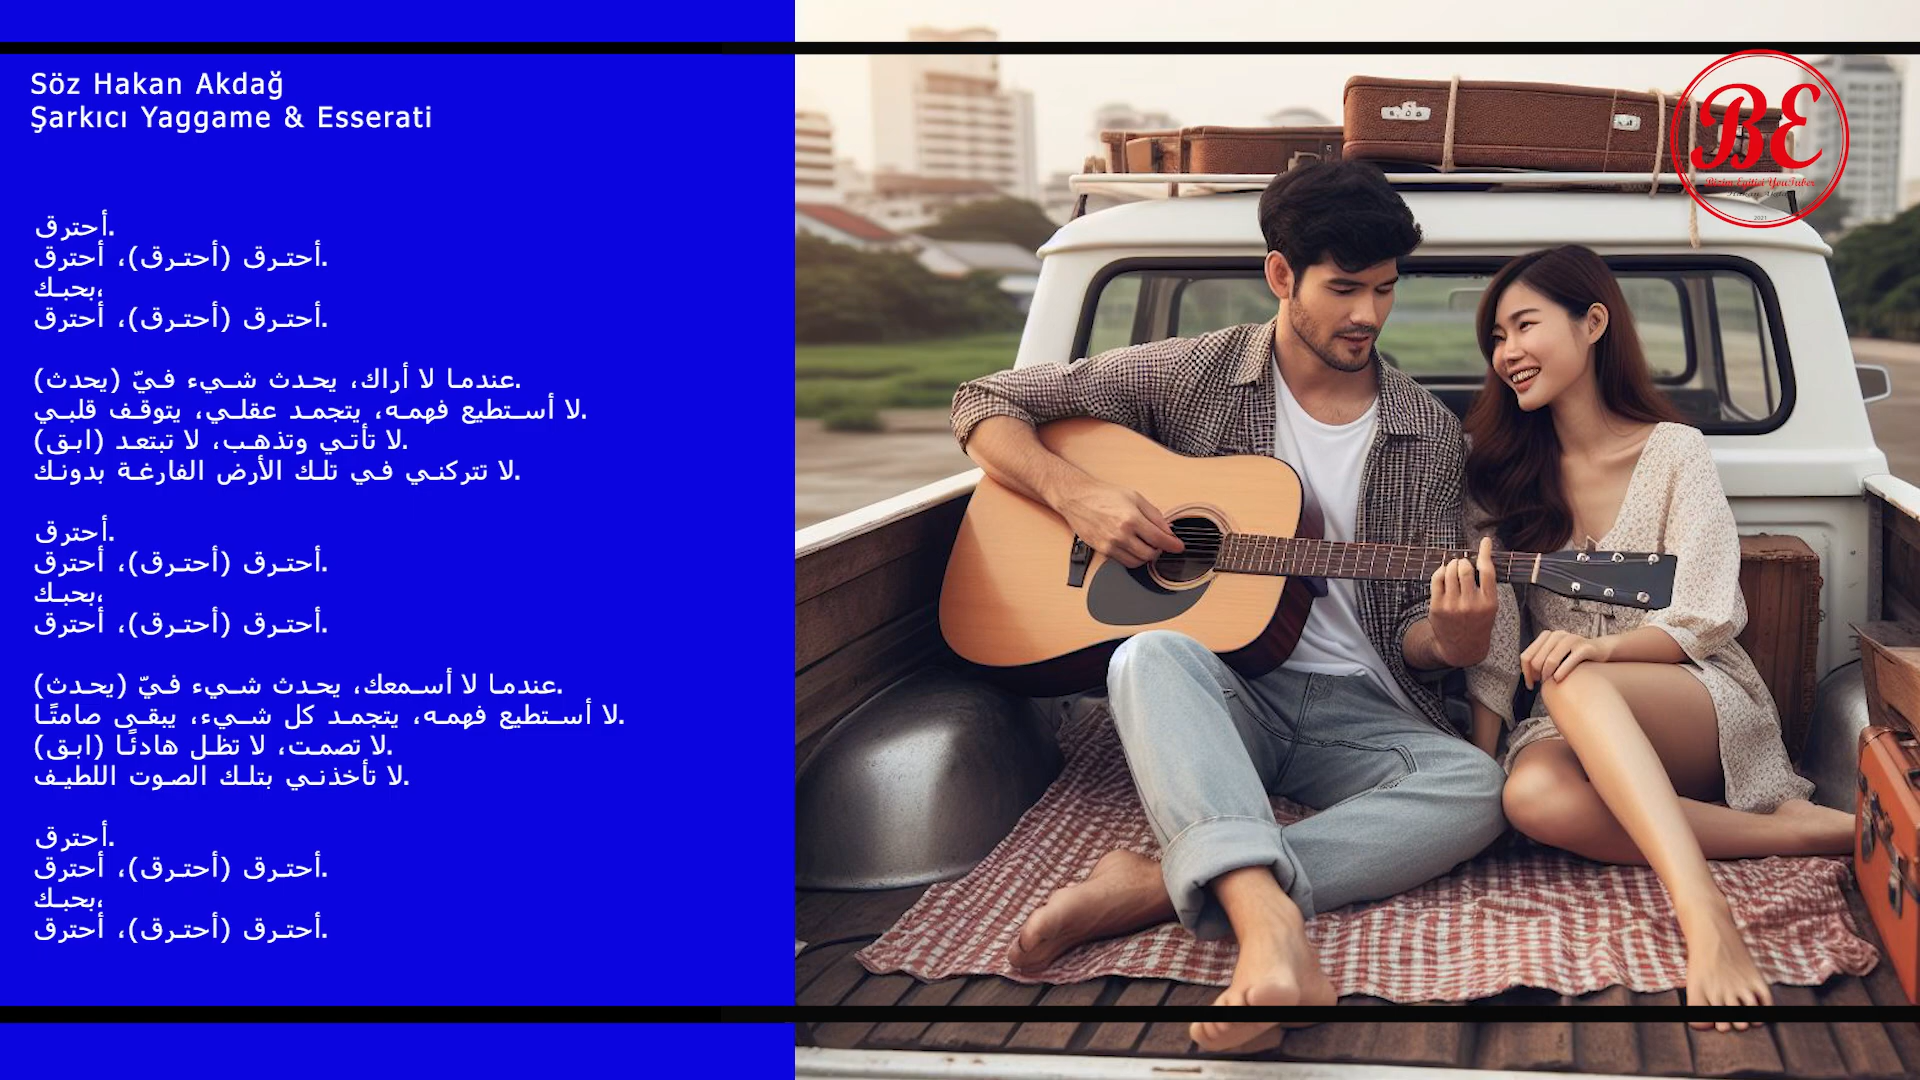 Söz Hakan Akdağ
Şarkıcı Yaggame & Esserati
أحترق.
أحترق (أحترق)، أحترق.
بحبك،
أحترق (أحترق)، أحترق.
عندما لا أراك، يحدث شيء فيّ (يحدث).
لا أستطيع فهمه، يتجمد عقلي، يتوقف قلبي.
لا تأتي وتذهب، لا تبتعد (ابق).
لا تتركني في تلك الأرض الفارغة بدونك.
أحترق.
أحترق (أحترق)، أحترق.
بحبك،
أحترق (أحترق)، أحترق.
عندما لا أسمعك، يحدث شيء فيّ (يحدث).
لا أستطيع فهمه، يتجمد كل شيء، يبقى صامتًا.
لا تصمت، لا تظل هادئًا (ابق).
لا تأخذني بتلك الصوت اللطيف.
أحترق.
أحترق (أحترق)، أحترق.
بحبك،
أحترق (أحترق)، أحترق.
BE
Bizim Eğitici YouTuber
2021